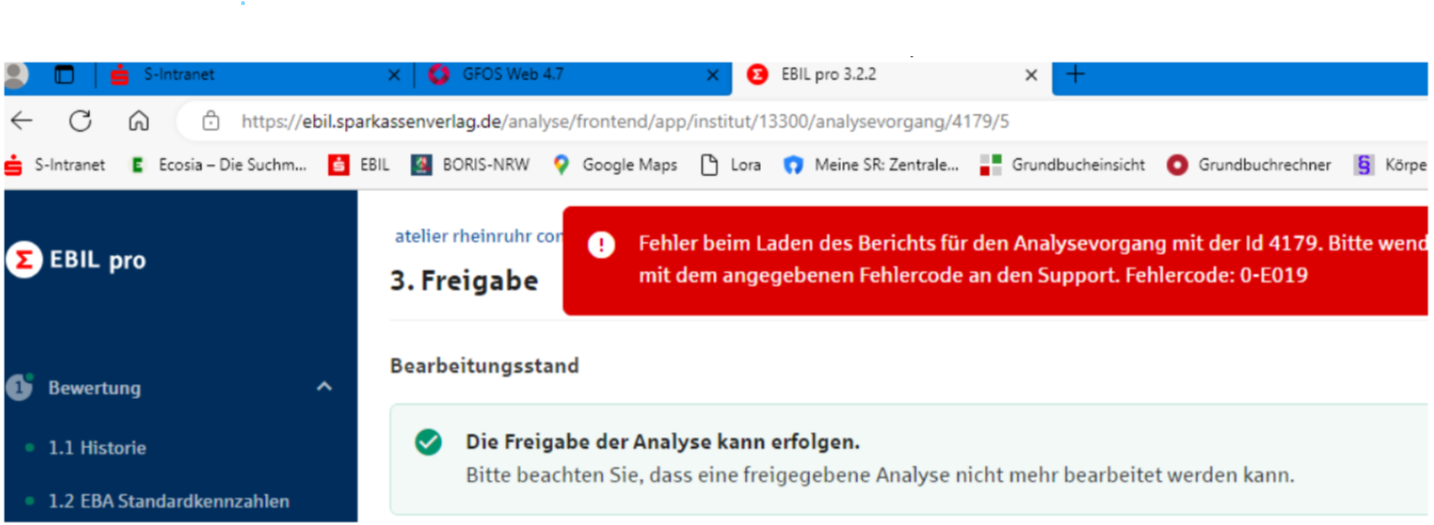 S-Intranet
GFOS Web 4.7
EBIL pro 3.2.2
https://ebil.sparkassenverlag.de/analyse/frontend/app/institut/13300/analysevorgang/4179/5
S-Intranet
Ecosia – Die Suchm...
EBIL
BORIS-NRW
Google Maps
Lora
Meine SR: Zentrale...
Grundbucheinsicht
Grundbuchrechner
§ Körpe
Σ EBIL pro
atelier rheinruhr con
3. Freigabe
Fehler beim Laden des Berichts für den Analysevorgang mit der Id 4179. Bitte wend
mit dem angegebenen Fehlercode an den Support. Fehlercode: 0-E019
Bearbeitungsstand
1 Bewertung
1.1 Historie
1.2 EBA Standardkennzahlen
Die Freigabe der Analyse kann erfolgen.
Bitte beachten Sie, dass eine freigegebene Analyse nicht mehr bearbeitet werden kann.